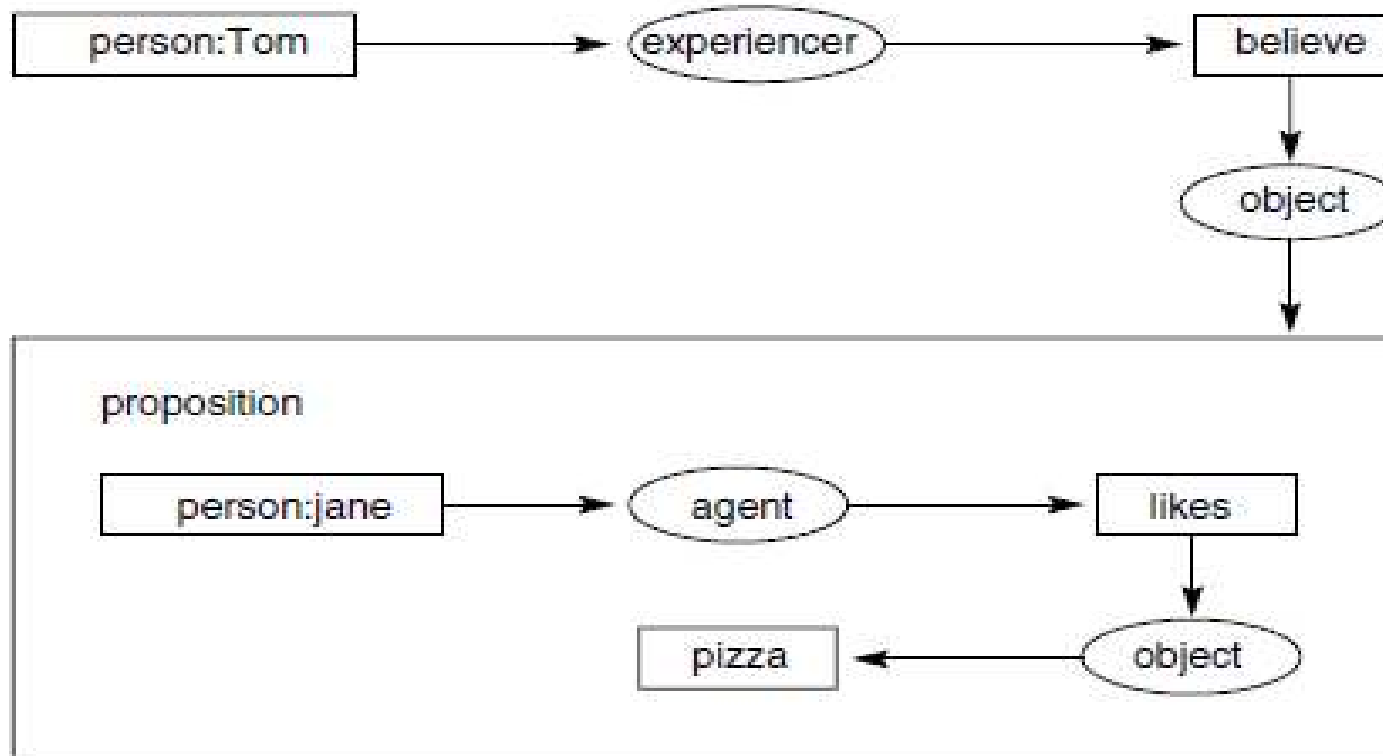 person:Tom
experiencer
believe
object
proposition
person:jane
agent
likes
pizza
object